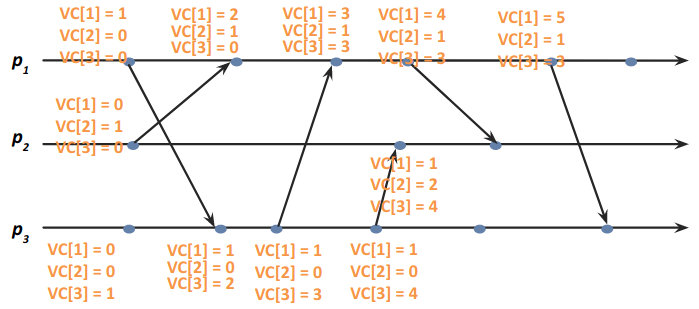 VC[1] = 1
VC[2] = 0
VC[3] = 0
VC[1] = 2
VC[2] = 1
VC[3] = 0
VC[1] = 3
VC[2] = 1
VC[3] = 3
VC[1] = 4
VC[2] = 1
VC[3] = 3
VC[1] = 5
VC[2] = 1
VC[3] = 3
p1
VC[1] = 0
VC[2] = 1
VC[3] = 0
p2
VC[1] = 1
VC[2] = 2
VC[3] = 4
p3
VC[1] = 0
VC[2] = 0
VC[3] = 1
VC[1] = 1
VC[2] = 0
VC[3] = 2
VC[1] = 1
VC[2] = 0
VC[3] = 3
VC[1] = 1
VC[2] = 0
VC[3] = 4